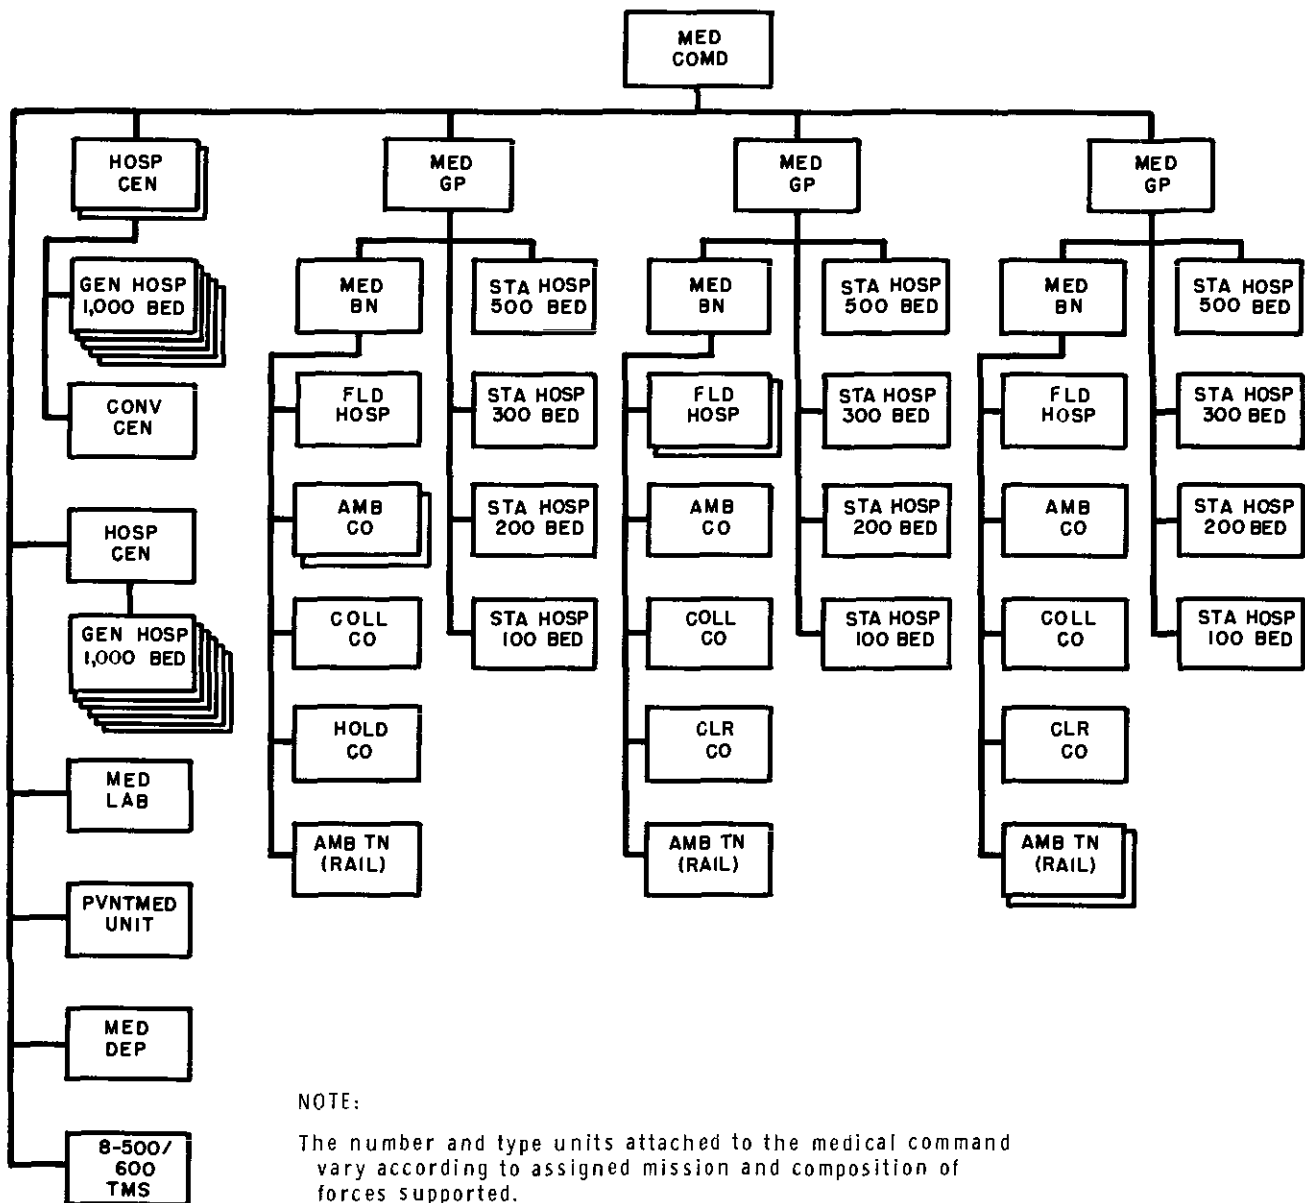 MED
COMD
HOSP
CEN
GEN HOSP
1,000 BED
CONV
CEN
HOSP
CEN
GEN HOSP
1,000 BED
MED
LAB
PVNTMED
UNIT
MED
DEP
8-500/
600
TMS
MED
GP
MED
BN
FLD
HOSP
AMB
CO
COLL
CO
HOLD
CO
AMB TN
(RAIL)
STA HOSP
500 BED
STA HOSP
300 BED
STA HOSP
200 BED
STA HOSP
100 BED
MED
GP
MED
BN
FLD
HOSP
AMB
CO
COLL
CO
CLR
CO
AMB TN
(RAIL)
STA HOSP
500 BED
STA HOSP
300 BED
STA HOSP
200 BED
STA HOSP
100 BED
MED
GP
MED
BN
FLD
HOSP
AMB
CO
COLL
CO
CLR
CO
AMB TN
(RAIL)
STA HOSP
500 BED
STA HOSP
300 BED
STA HOSP
200 BED
STA HOSP
100 BED
NOTE:
The number and type units attached to the medical command
vary according to assigned mission and composition of
forces supported.